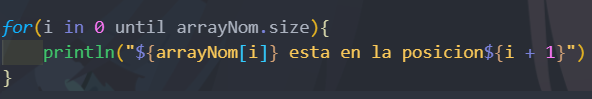 for(i in 0 until arrayNom.size){
    println("${arrayNom[i]} esta en la posicion${i + 1}")
}